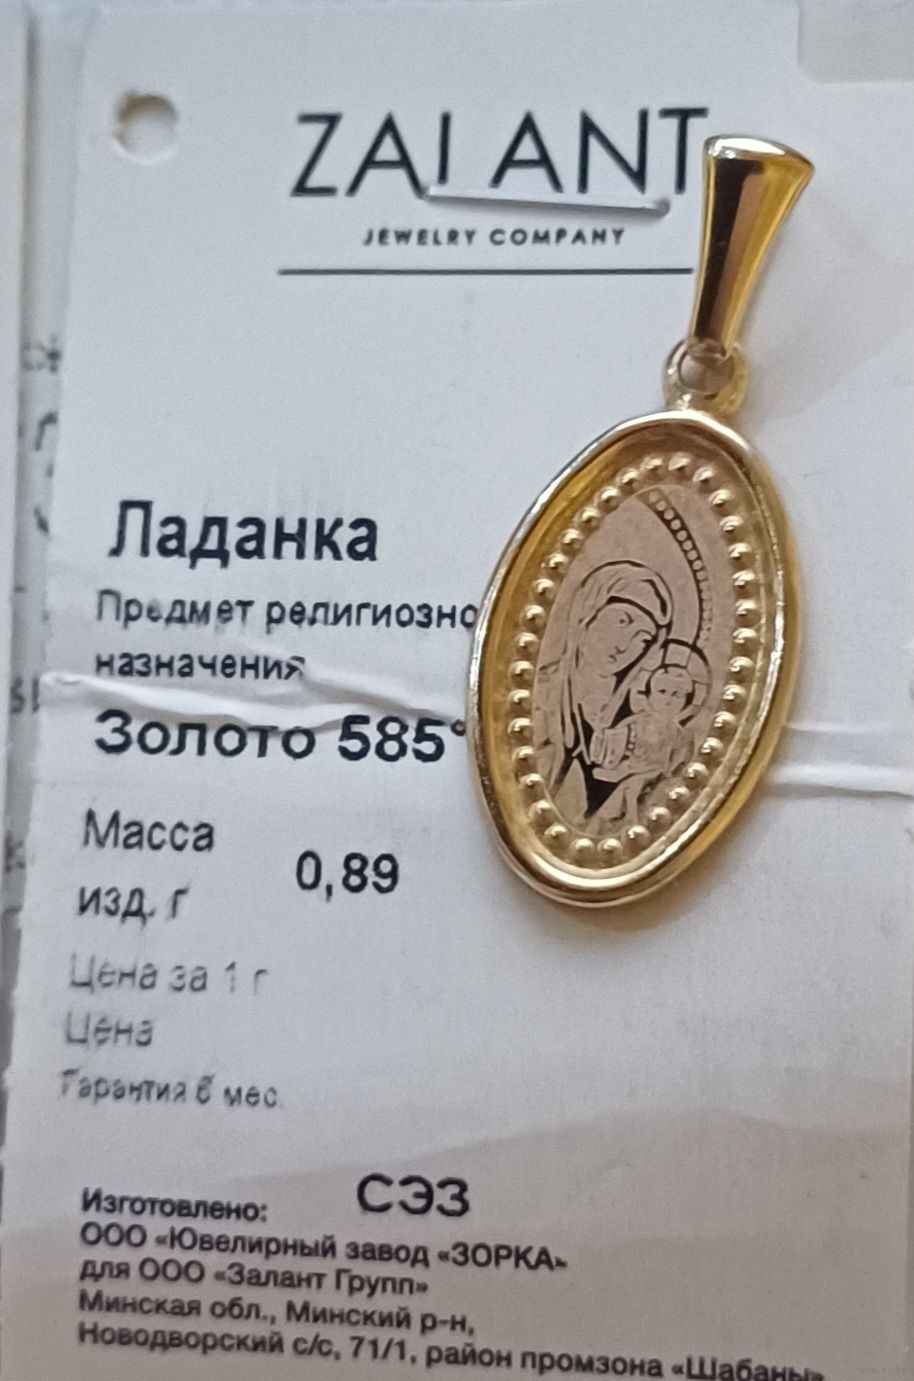 ZALANT
JEWELRY COMPANY
Ладанка
Предмет религиозно
назначения
Золото 585°
Масса
изд. г 0,89
Цена за 1 г
Цена
Гарантия 6 мес.
Изготовлено: СЭЗ
ООО «Ювелирный завод «ЗОРКА»
для ООО «Залант Групп»
Минская обл., Минский р-н,
Новодворский с/с, 71/1, район промзона «Шабаны»